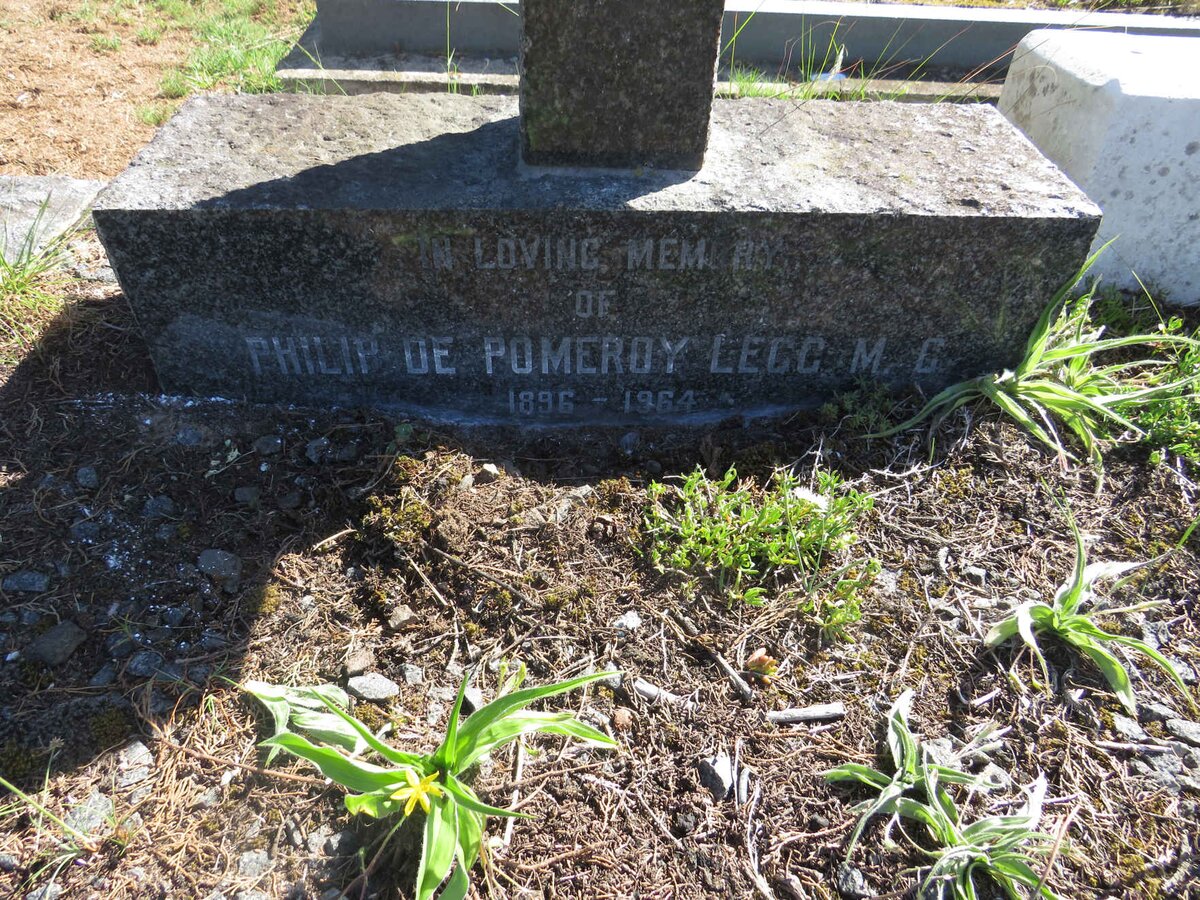 IN LOVING MEMORY
OF
PHILIP DE POMEROY LEGG M. C.
1896 - 1964